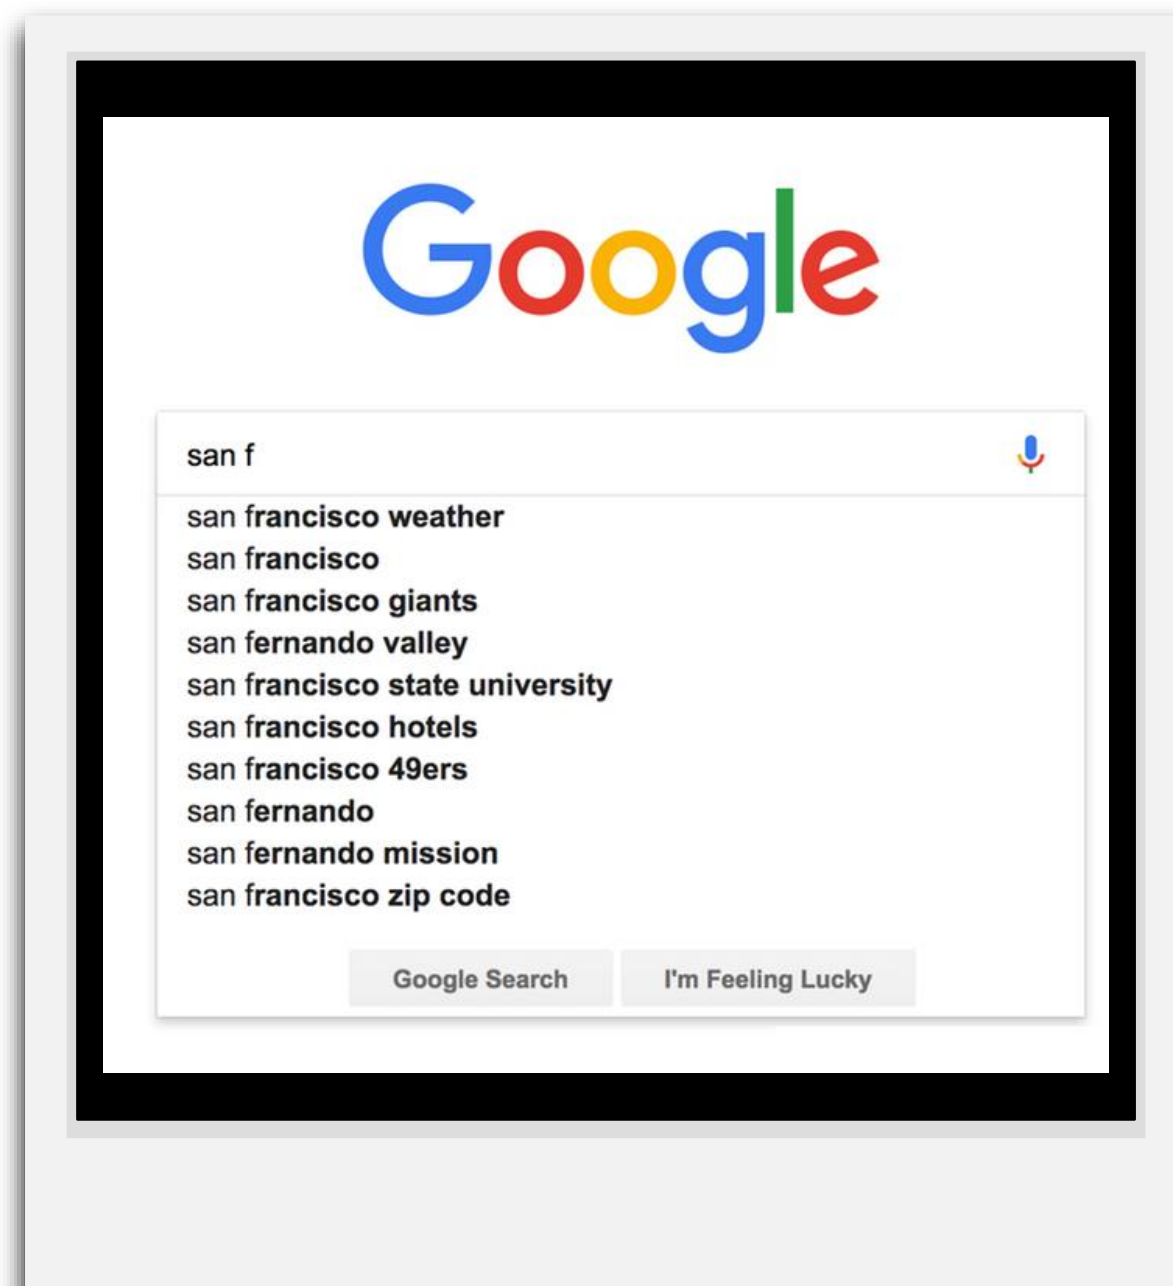 Google
san f
san francisco weather
san francisco
san francisco giants
san fernando valley
san francisco state university
san francisco hotels
san francisco 49ers
san fernando
san fernando mission
san francisco zip code
Google Search I'm Feeling Lucky